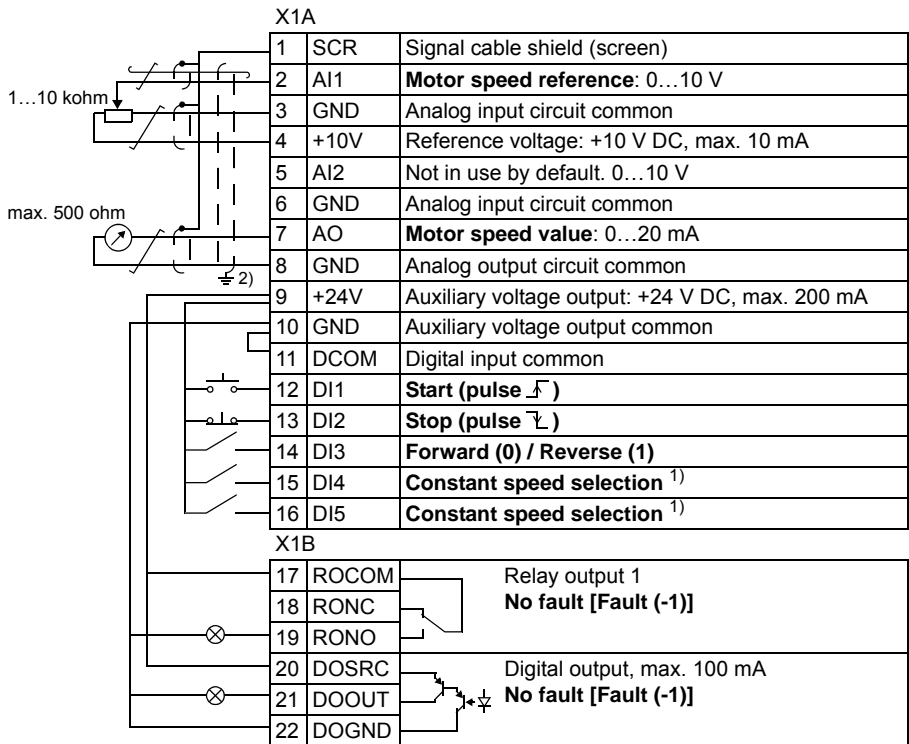 X1A
1 SCR Signal cable shield (screen)
2 AI1 Motor speed reference: 0…10 V
1…10 kohm
3 GND Analog input circuit common
4 +10V Reference voltage: +10 V DC, max. 10 mA
5 AI2 Not in use by default. 0…10 V
6 GND Analog input circuit common
max. 500 ohm
7 AO Motor speed value: 0…20 mA
8 GND Analog output circuit common
2)
9 +24V Auxiliary voltage output: +24 V DC, max. 200 mA
10 GND Auxiliary voltage output common
11 DCOM Digital input common
12 DI1 Start (pulse )
13 DI2 Stop (pulse )
14 DI3 Forward (0) / Reverse (1)
15 DI4 Constant speed selection 1)
16 DI5 Constant speed selection 1)
X1B
17 ROCOM Relay output 1
18 RONC No fault [Fault (-1)]
19 RONO
20 DOSRC Digital output, max. 100 mA
21 DOOUT No fault [Fault (-1)]
22 DOGND